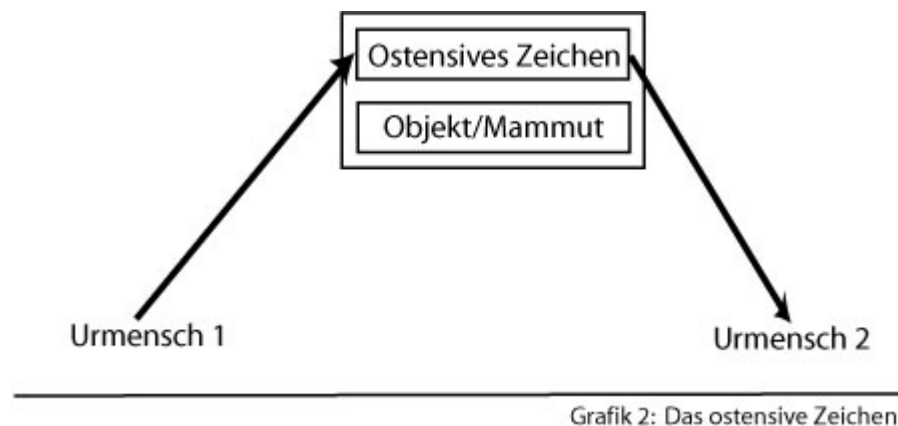 Ostensives Zeichen
Objekt/Mammut
Urmensch 1
Urmensch 2
Grafik 2: Das ostensive Zeichen